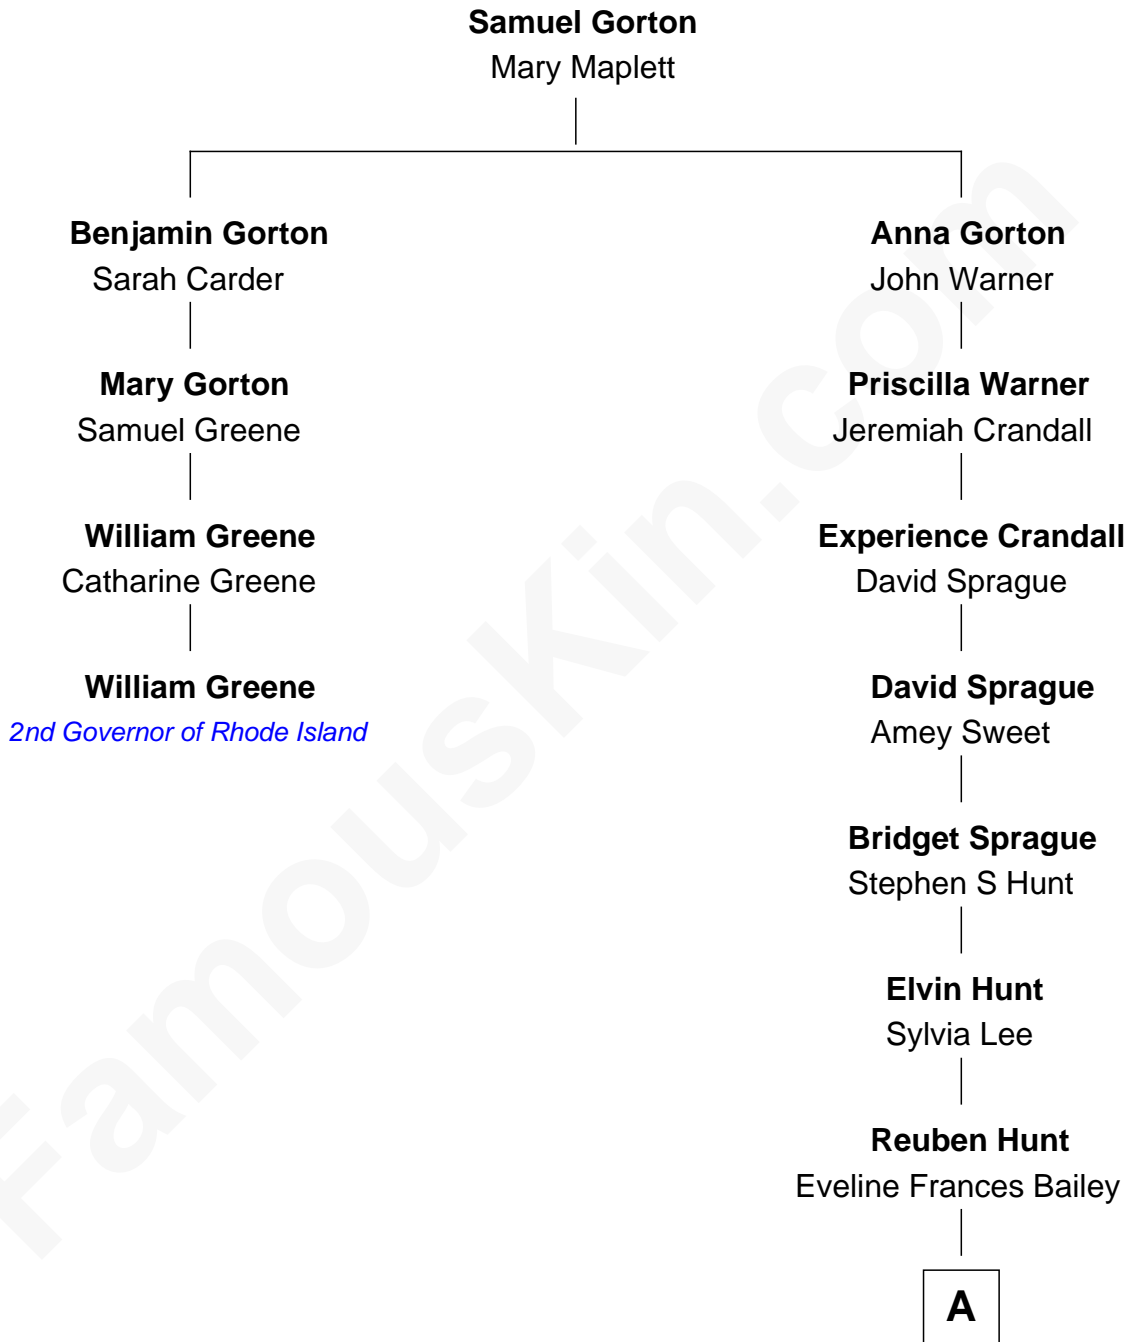 Samuel Gorton
Mary Maplett
Benjamin Gorton
Sarah Carder
Anna Gorton
John Warner
Mary Gorton
Samuel Greene
Priscilla Warner
Jeremiah Crandall
William Greene
Catharine Greene
Experience Crandall
David Sprague
William Greene
2nd Governor of Rhode Island
David Sprague
Amey Sweet
Bridget Sprague
Stephen S Hunt
Elvin Hunt
Sylvia Lee
Reuben Hunt
Eveline Frances Bailey
A
FamousKin.com